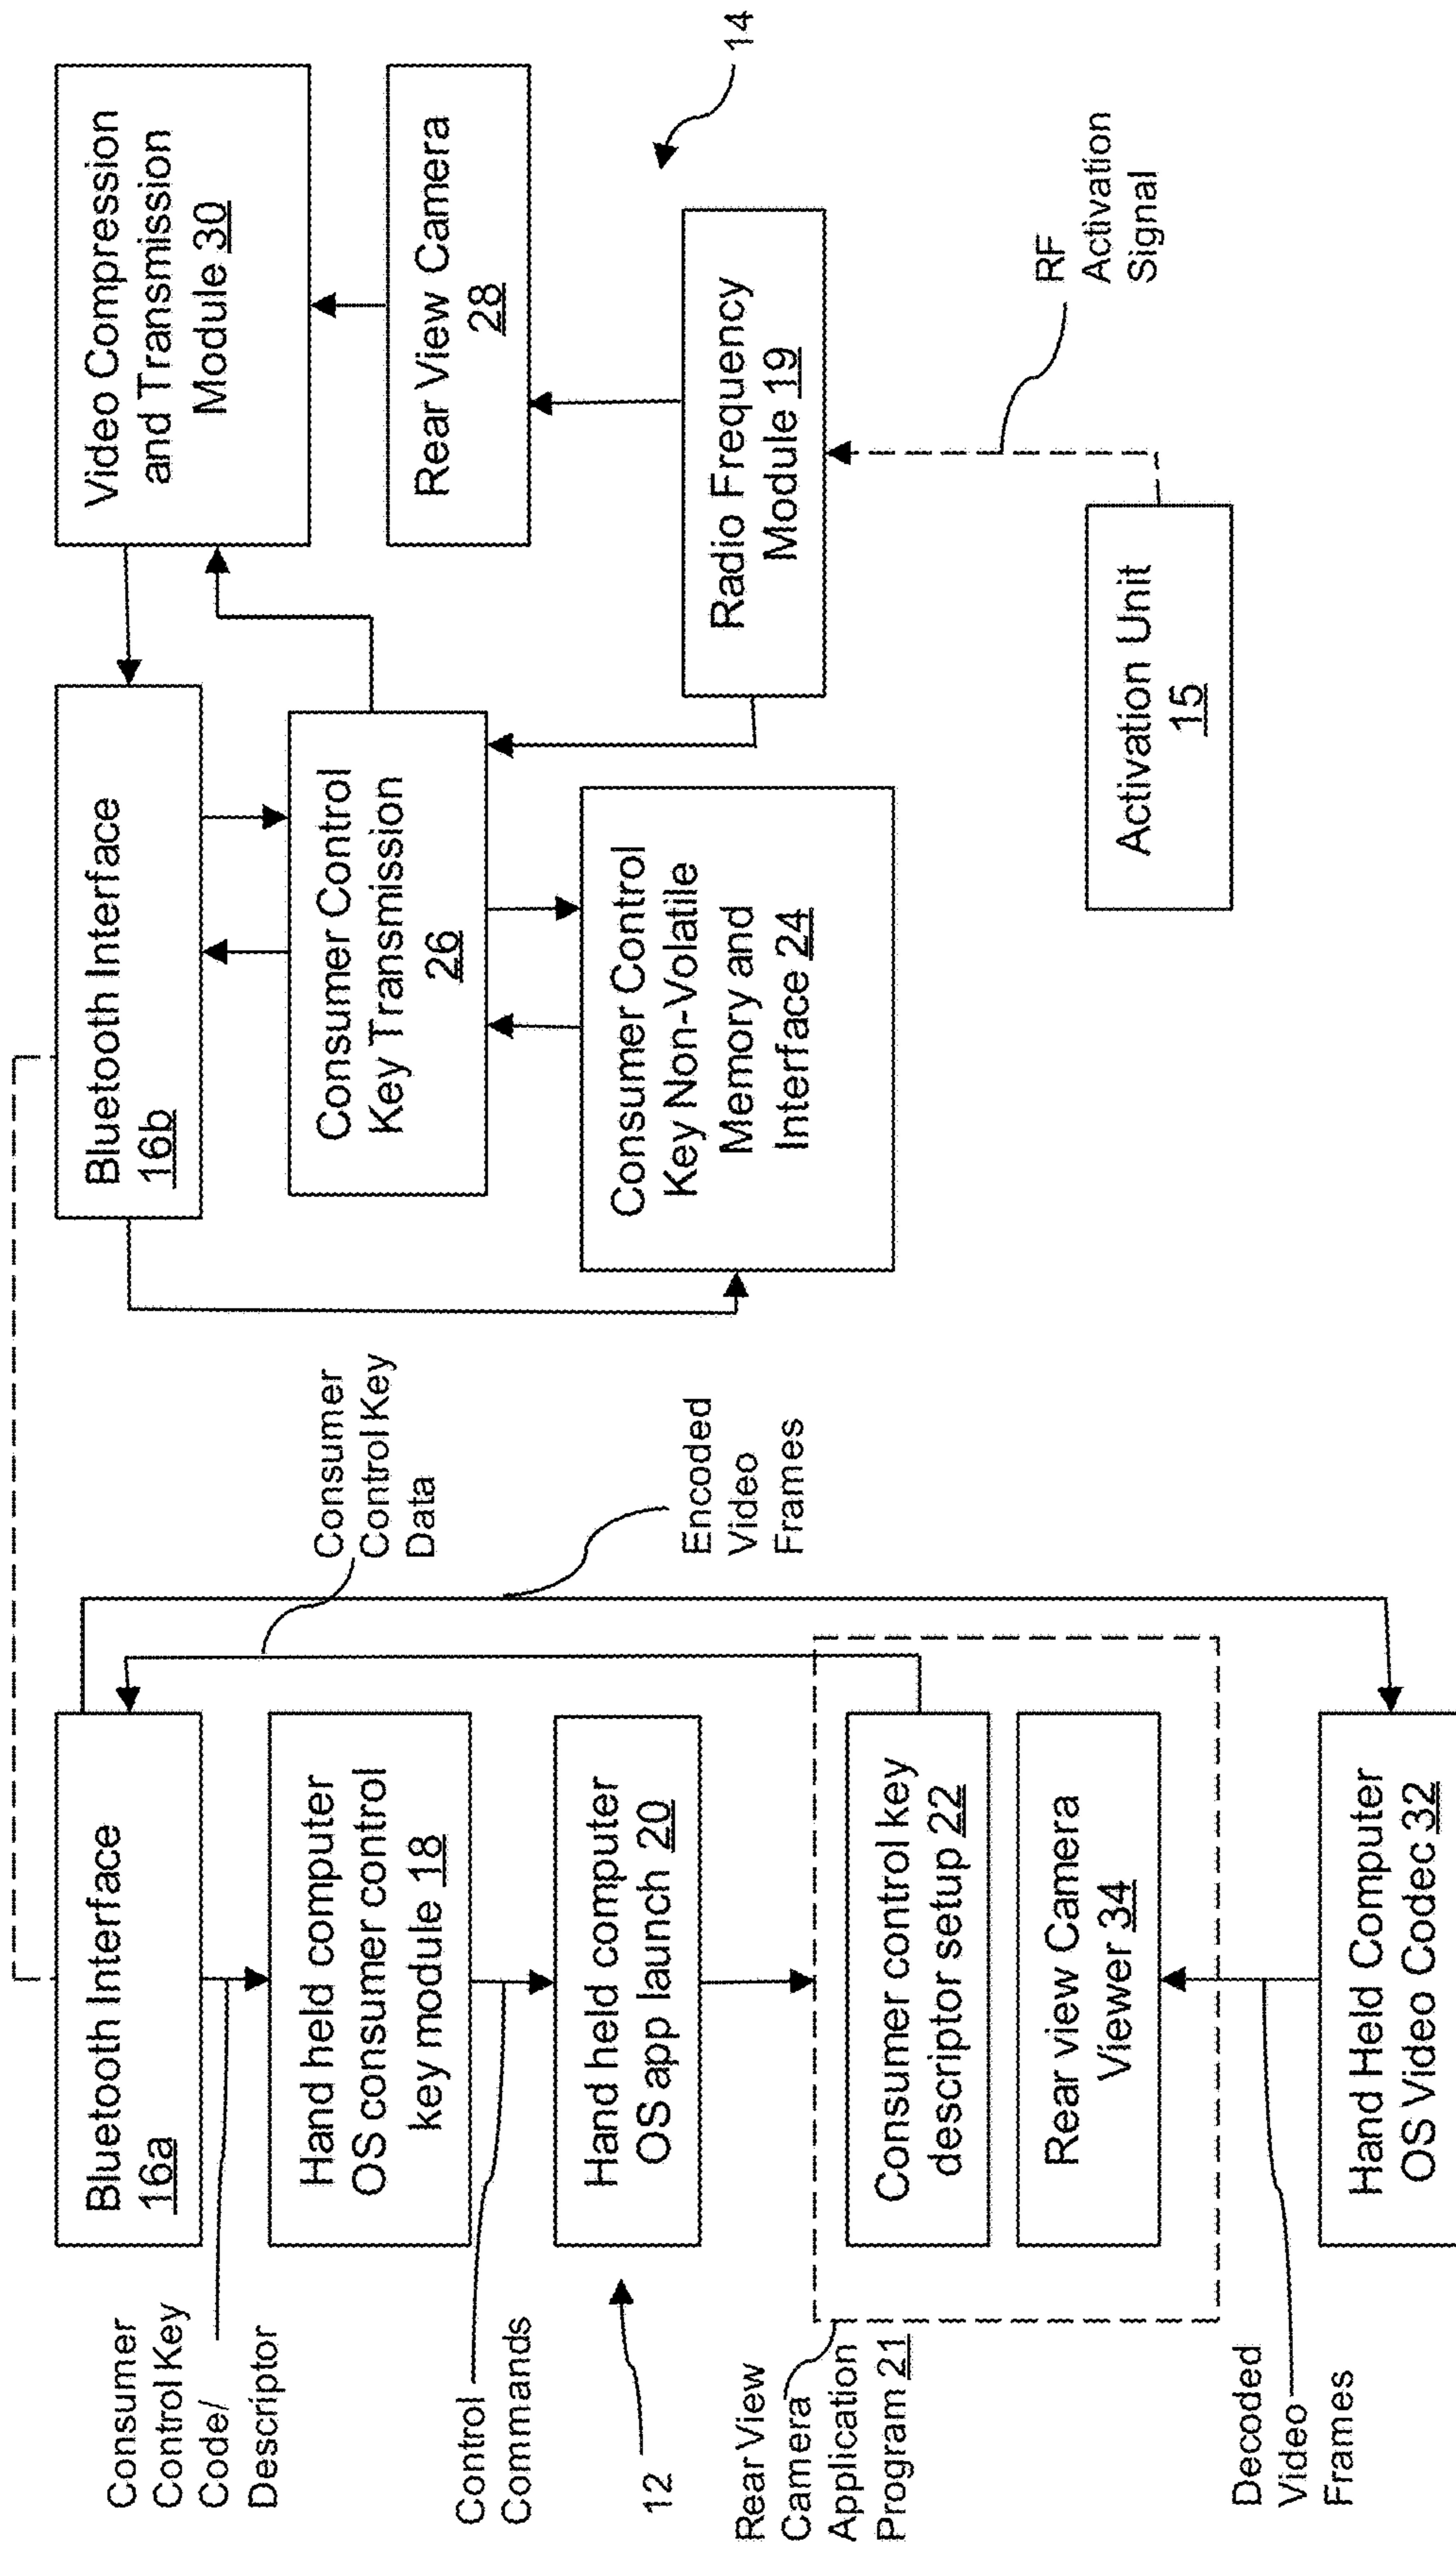 Consumer
Control Key
Code/
Descriptor
Bluetooth Interface
16a
Hand held computer
OS consumer control
key module 18
Control
Commands
Hand held computer
OS app launch 20
12
Rear View
Camera
Application
Program 21
Consumer control key
descriptor setup 22
Rear view Camera
Viewer 34
Decoded
Video
Frames
Hand Held Computer
OS Video Codec 32
Consumer
Control Key
Data
Encoded
Video
Frames
Bluetooth Interface
16b
Consumer Control
Key Transmission
26
Consumer Control
Key Non-Volatile
Memory and
Interface 24
Video Compression
and Transmission
Module 30
Rear View Camera
28
Radio Frequency
Module 19
14
RF
Activation
Signal
Activation Unit
15